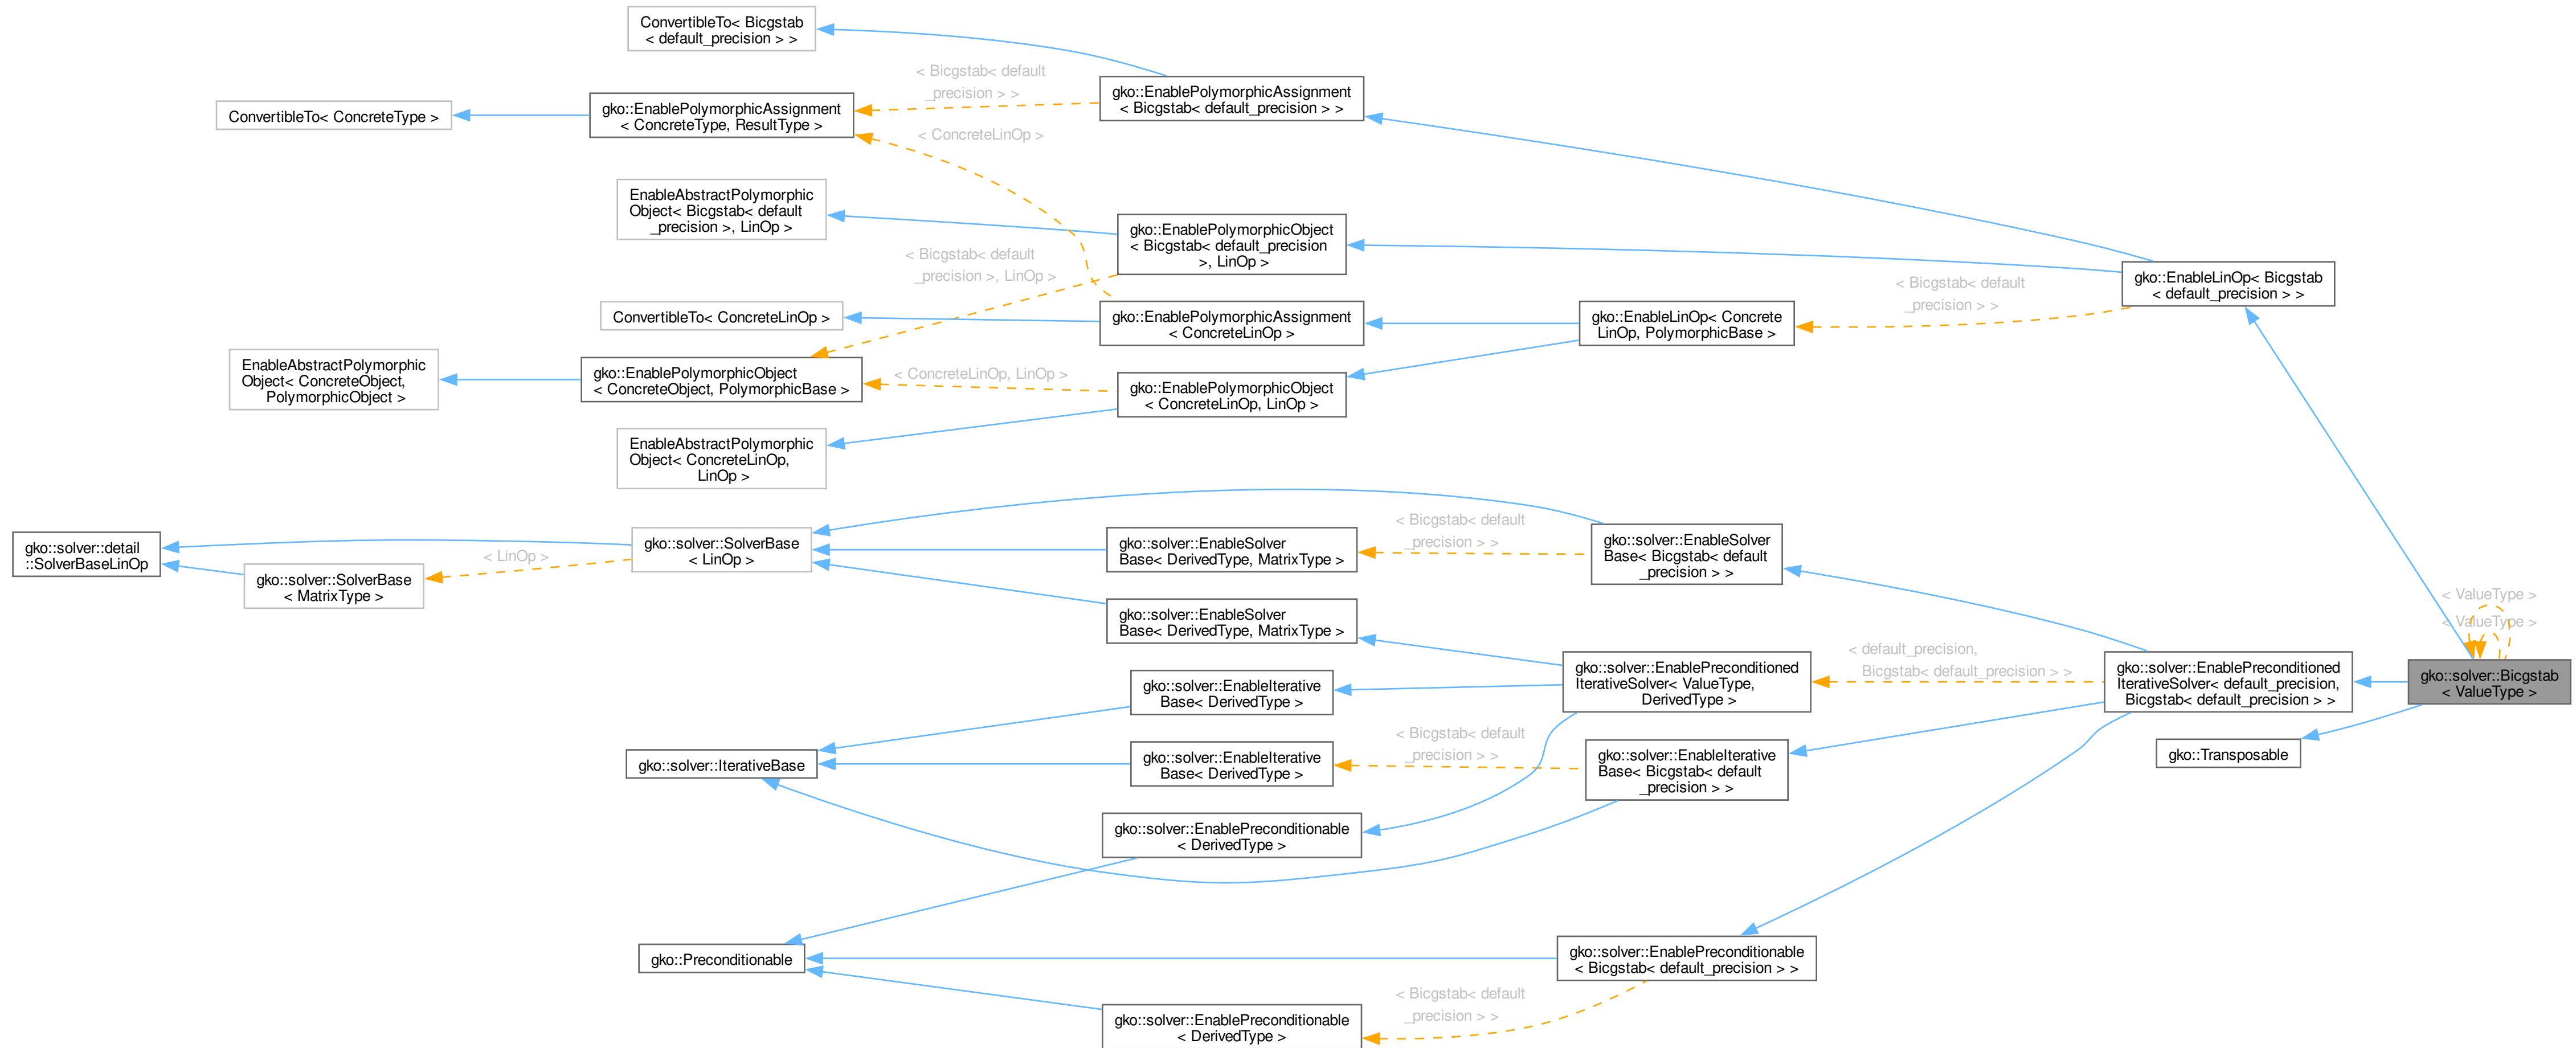 ConvertibleTo< Bicgstab
< default_precision > >
ConvertibleTo< ConcreteType >
gko::EnablePolymorphicAssignment
< ConcreteType, ResultType >
< Bicgstab< default
_precision > >
< ConcreteLinOp >
gko::EnablePolymorphicAssignment
< Bicgstab< default_precision > >
EnableAbstractPolymorphic
Object< Bicgstab< default
_precision >, LinOp >
gko::EnablePolymorphicObject
< Bicgstab< default_precision
>, LinOp >
< Bicgstab< default
_precision >, LinOp >
ConvertibleTo< ConcreteLinOp >
gko::EnablePolymorphicAssignment
< ConcreteLinOp >
gko::EnableLinOp< Concrete
LinOp, PolymorphicBase >
< Bicgstab< default
_precision > >
gko::EnableLinOp< Bicgstab
< default_precision > >
EnableAbstractPolymorphic
Object< ConcreteObject,
PolymorphicObject >
gko::EnablePolymorphicObject
< ConcreteObject, PolymorphicBase >
< ConcreteLinOp, LinOp >
gko::EnablePolymorphicObject
< ConcreteLinOp, LinOp >
EnableAbstractPolymorphic
Object< ConcreteLinOp,
LinOp >
gko::solver::detail
::SolverBaseLinOp
gko::solver::SolverBase
< MatrixType >
< LinOp >
gko::solver::SolverBase
< LinOp >
gko::solver::EnableSolver
Base< DerivedType, MatrixType >
< Bicgstab< default
_precision > >
gko::solver::EnableSolver
Base< Bicgstab< default
_precision > >
gko::solver::EnableSolver
Base< DerivedType, MatrixType >
gko::solver::EnableIterative
Base< DerivedType >
gko::solver::EnablePreconditioned
IterativeSolver< ValueType,
DerivedType >
< default_precision,
Bicgstab< default_precision > >
gko::solver::EnablePreconditioned
IterativeSolver< default_precision,
Bicgstab< default_precision > >
< ValueType >
< ValueType >
gko::solver::Bicgstab
< ValueType >
gko::solver::IterativeBase
gko::solver::EnableIterative
Base< DerivedType >
< Bicgstab< default
_precision > >
gko::solver::EnableIterative
Base< Bicgstab< default
_precision > >
gko::Transposable
gko::solver::EnablePreconditionable
< DerivedType >
gko::Preconditionable
gko::solver::EnablePreconditionable
< Bicgstab< default_precision > >
< Bicgstab< default
_precision > >
gko::solver::EnablePreconditionable
< DerivedType >